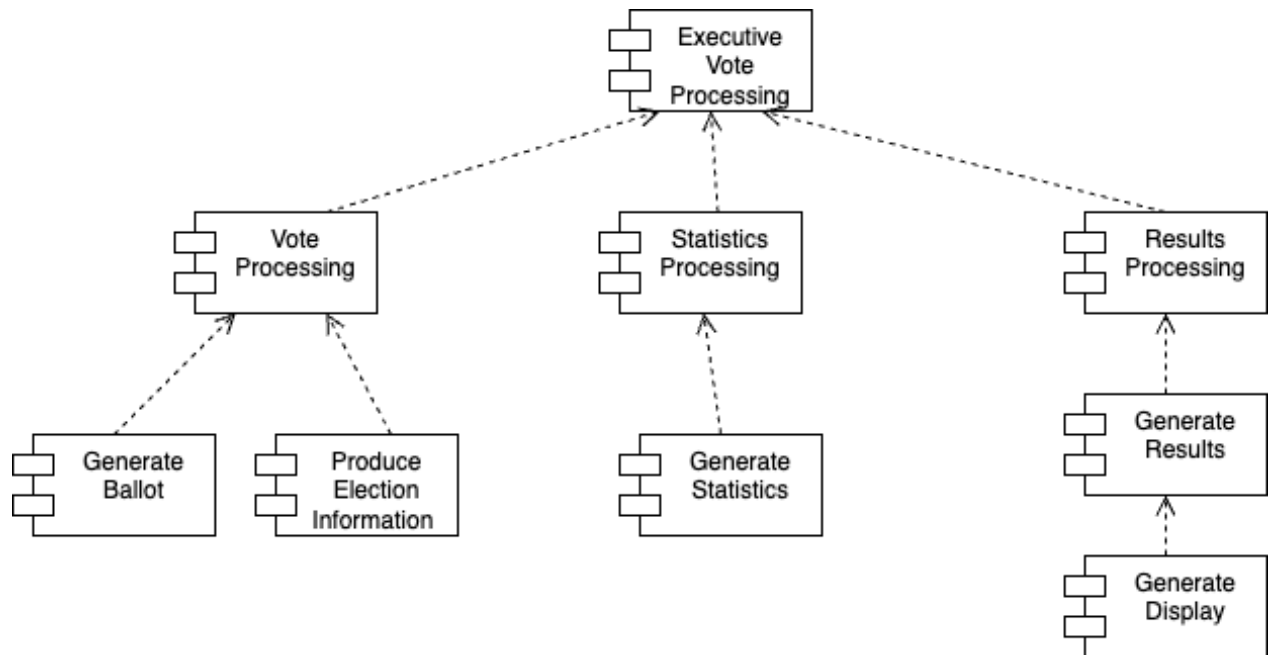 Executive
Vote
Processing
Vote
Processing
Statistics
Processing
Results
Processing
Generate
Ballot
Produce
Election
Information
Generate
Statistics
Generate
Results
Generate
Display